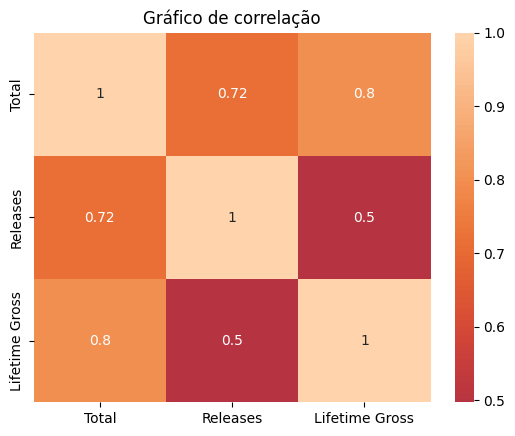 Gráfico de correlação
Total
1
0.72
0.8
Releases
0.72
1
0.5
Lifetime Gross
0.8
0.5
1
Total
Releases
Lifetime Gross
1.0
0.9
0.8
0.7
0.6
0.5